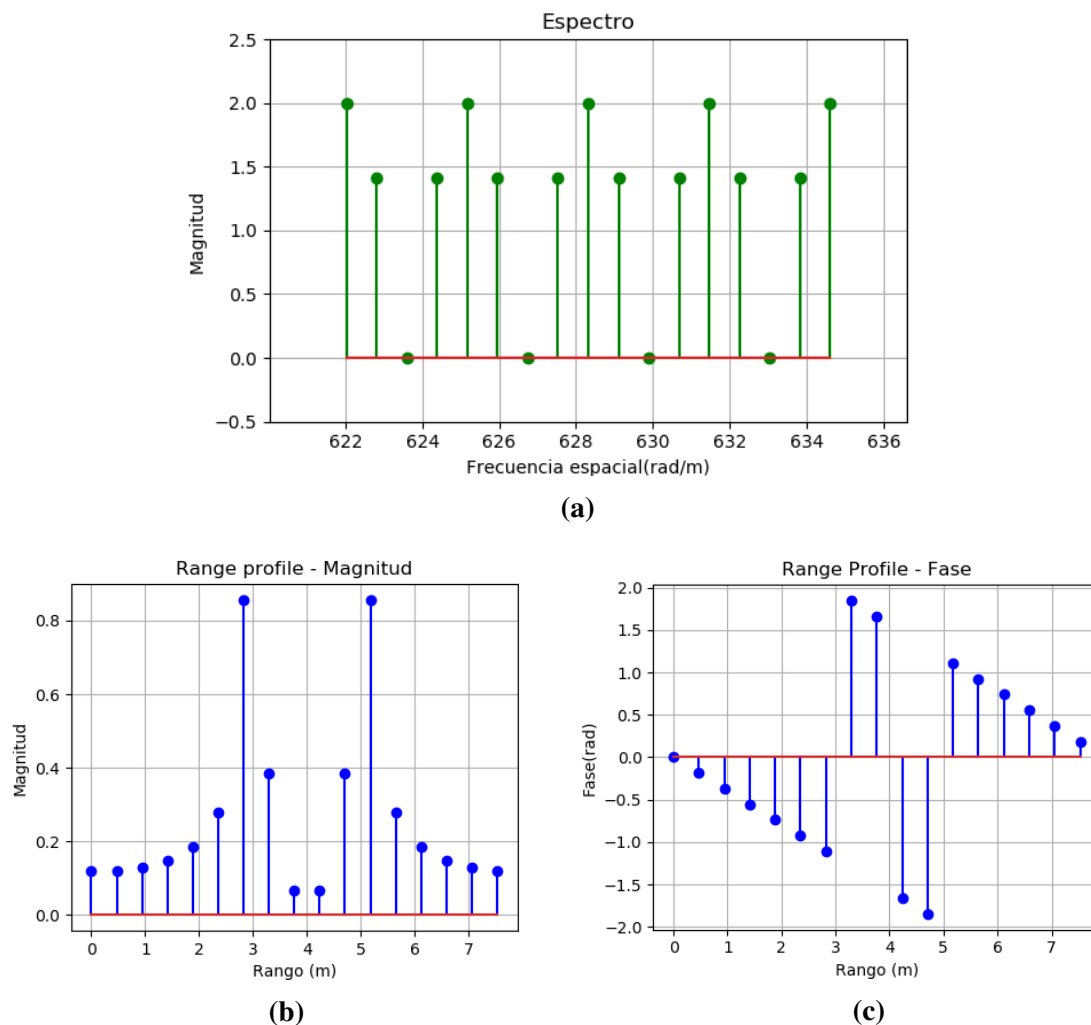 Espectro
2.5
2.0
1.5
1.0
0.5
0.0
−0.5
Magnitud
622 624 626 628 630 632 634 636
Frecuencia espacial(rad/m)
(a)
Range profile - Magnitud
0.8
0.6
0.4
0.2
0.0
Magnitud
0 1 2 3 4 5 6 7
Rango (m)
(b)
Range Profile - Fase
2.0
1.5
1.0
0.5
0.0
−0.5
−1.0
−1.5
−2.0
Fase(rad)
0 1 2 3 4 5 6 7
Rango (m)
(c)